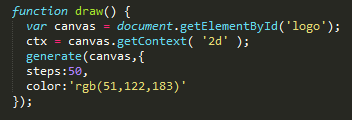 function draw() {
var canvas = document.getElementById('logo');
ctx = canvas.getContext( '2d' );
generate(canvas,{
steps:50,
color:'rgb(51,122,183)'
});